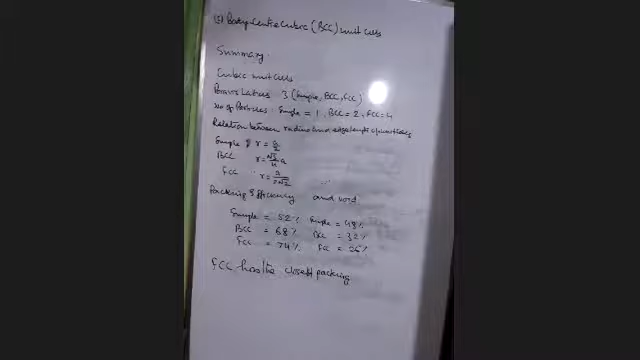 (3) Body Centre Cubic (BCC) unit cells
Summary.
Cubic unit cells
Bravais Lattices 3 (Simple, BCC, FCC)
No of Particles: Simple = 1, BCC = 2, FCC = 4
Relation between radius and edge length of
Simple r = a/2
BCC r = √3/4 a
FCC r = a/2√2
Packing Efficiency and void
Simple = 52% Simple = 48%
BCC = 68% BCC = 32%
FCC = 74% FCC = 26%
FCC has the closest packing